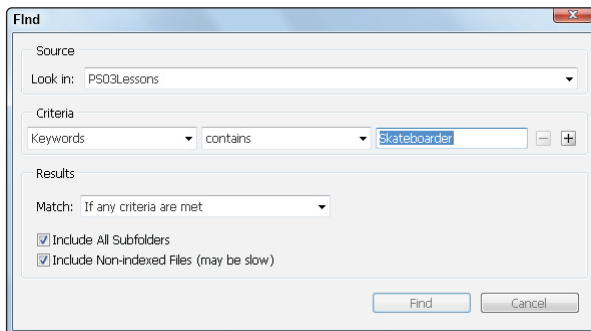 FInd
Source
Look in: PS03Lessons
Criteria
Keywords contains Skateboarder
Results
Match: If any criteria are met
Include All Subfolders
Include Non-indexed Files (may be slow)
Find Cancel